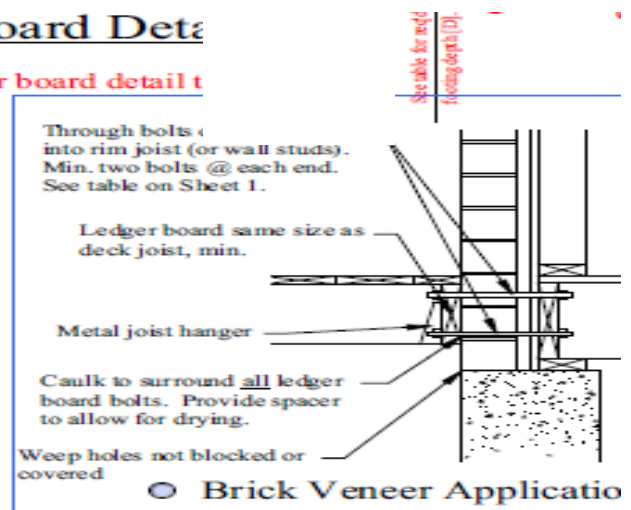 oard Deta
r board detail t
See table for req'd
footing depth [D].
Through bolts
into rim joist (or wall studs).
Min. two bolts @ each end.
See table on Sheet 1.
Ledger board same size as
deck joist, min.
Metal joist hanger
Caulk to surround all ledger
board bolts. Provide spacer
to allow for drying.
Weep holes not blocked or
covered
Brick Veneer Applicatio